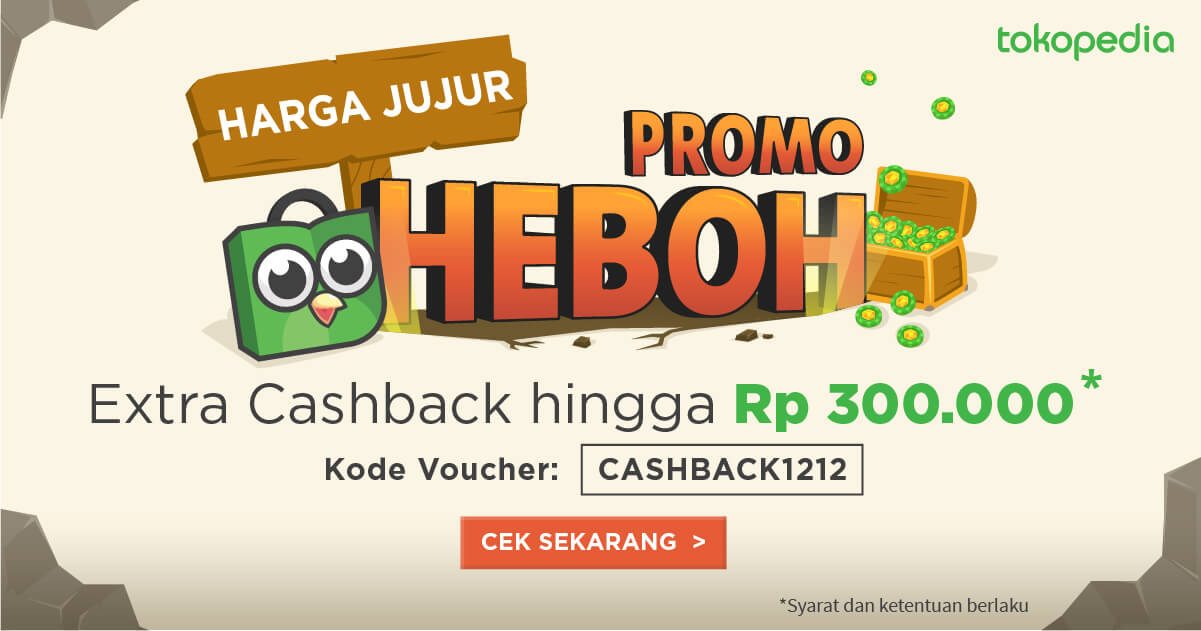 tokopedia
HARGA JUJUR
PROMO
HEBOH
Extra Cashback hingga Rp 300.000*
Kode Voucher: CASHBACK1212
CEK SEKARANG >
*Syarat dan ketentuan berlaku